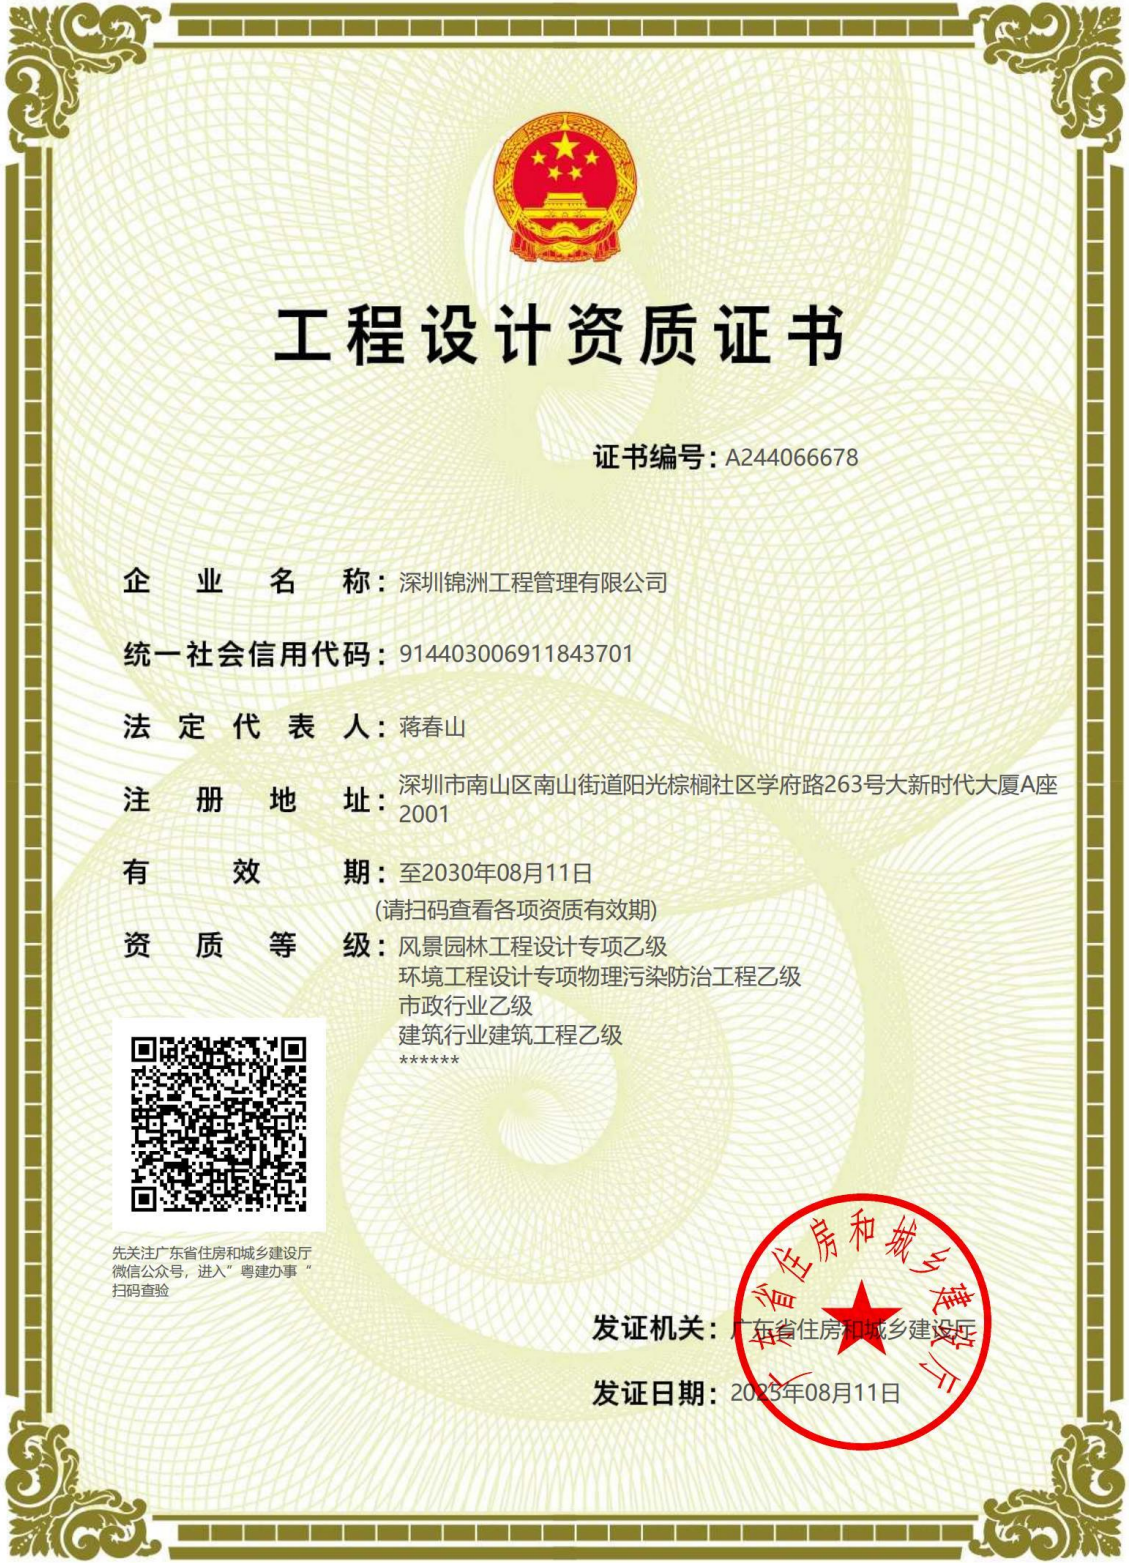 工程设计资质证书
证书编号：A244066678
企业名称：深圳锦洲工程管理有限公司
统一社会信用代码：914403006911843701
法定代表人：蒋春山
注册地址：深圳市南山区南山街道阳光棕榈社区学府路263号大新时代大厦A座
2001
有效期：至2030年08月11日
(请扫码查看各项资质有效期)
资质等级：风景园林工程设计专项乙级
环境工程设计专项物理污染防治工程乙级
市政行业乙级
建筑行业建筑工程乙级
******
先关注广东省住房和城乡建设厅
微信公众号，进入”粤建办事“
扫码查验
发证机关：广东省住房和城乡建设厅
发证日期：2025年08月11日
广东省住房和城乡建设厅